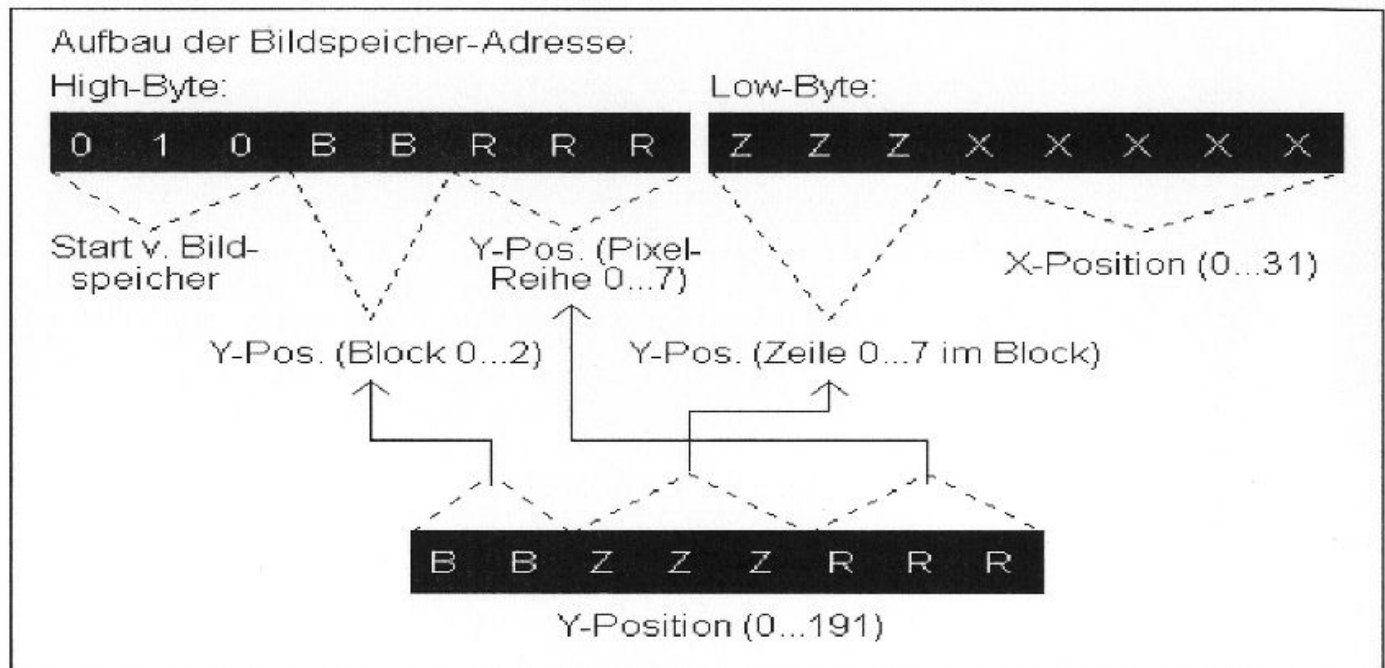 Aufbau der Bildspeicher-Adresse:
High-Byte: Low-Byte:
0 1 0 B B R R R Z Z Z X X X X X
Start v. Bild-
speicher
Y-Pos. (Pixel-
Reihe 0...7)
X-Position (0...31)
Y-Pos. (Block 0...2) Y-Pos. (Zeile 0...7 im Block)
B B Z Z Z R R R
Y-Position (0...191)